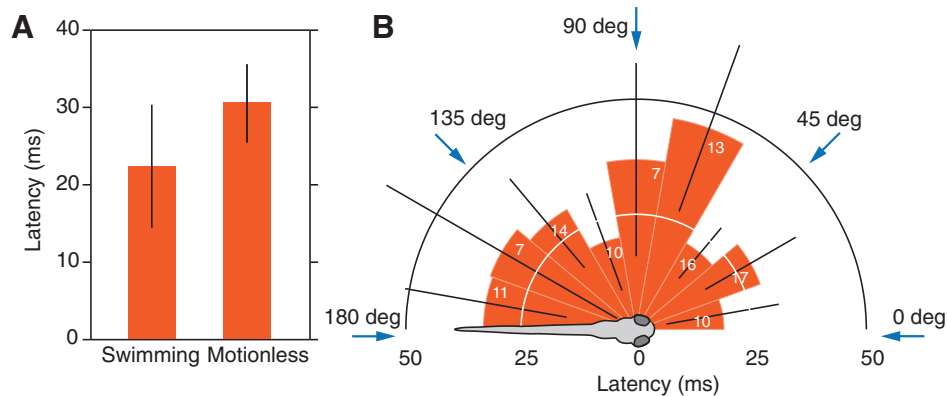 A
40
30
20
10
0
Latency (ms)
Swimming Motionless
B
90 deg
135 deg
45 deg
180 deg
0 deg
13
7
14
7
10
16
17
11
10
50 25 0 25 50
Latency (ms)